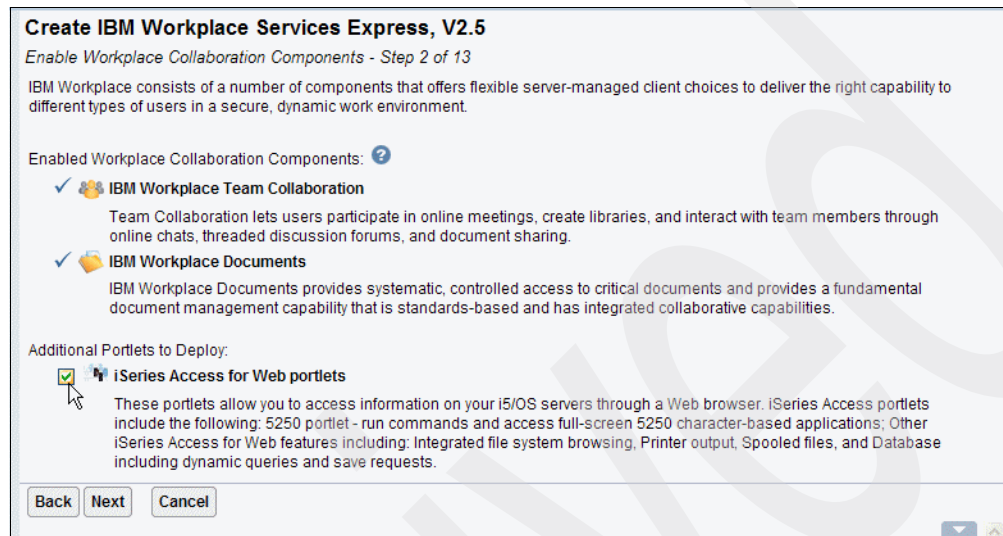 Create IBM Workplace Services Express, V2.5
Enable Workplace Collaboration Components - Step 2 of 13
IBM Workplace consists of a number of components that offers flexible server-managed client choices to deliver the right capability to
different types of users in a secure, dynamic work environment.
Enabled Workplace Collaboration Components: ?
IBM Workplace Team Collaboration
Team Collaboration lets users participate in online meetings, create libraries, and interact with team members through
online chats, threaded discussion forums, and document sharing.
IBM Workplace Documents
IBM Workplace Documents provides systematic, controlled access to critical documents and provides a fundamental
document management capability that is standards-based and has integrated collaborative capabilities.
Additional Portlets to Deploy:
iSeries Access for Web portlets
These portlets allow you to access information on your i5/OS servers through a Web browser. iSeries Access portlets
include the following: 5250 portlet - run commands and access full-screen 5250 character-based applications; Other
iSeries Access for Web features including: Integrated file system browsing, Printer output, Spooled files, and Database
including dynamic queries and save requests.
Back Next Cancel